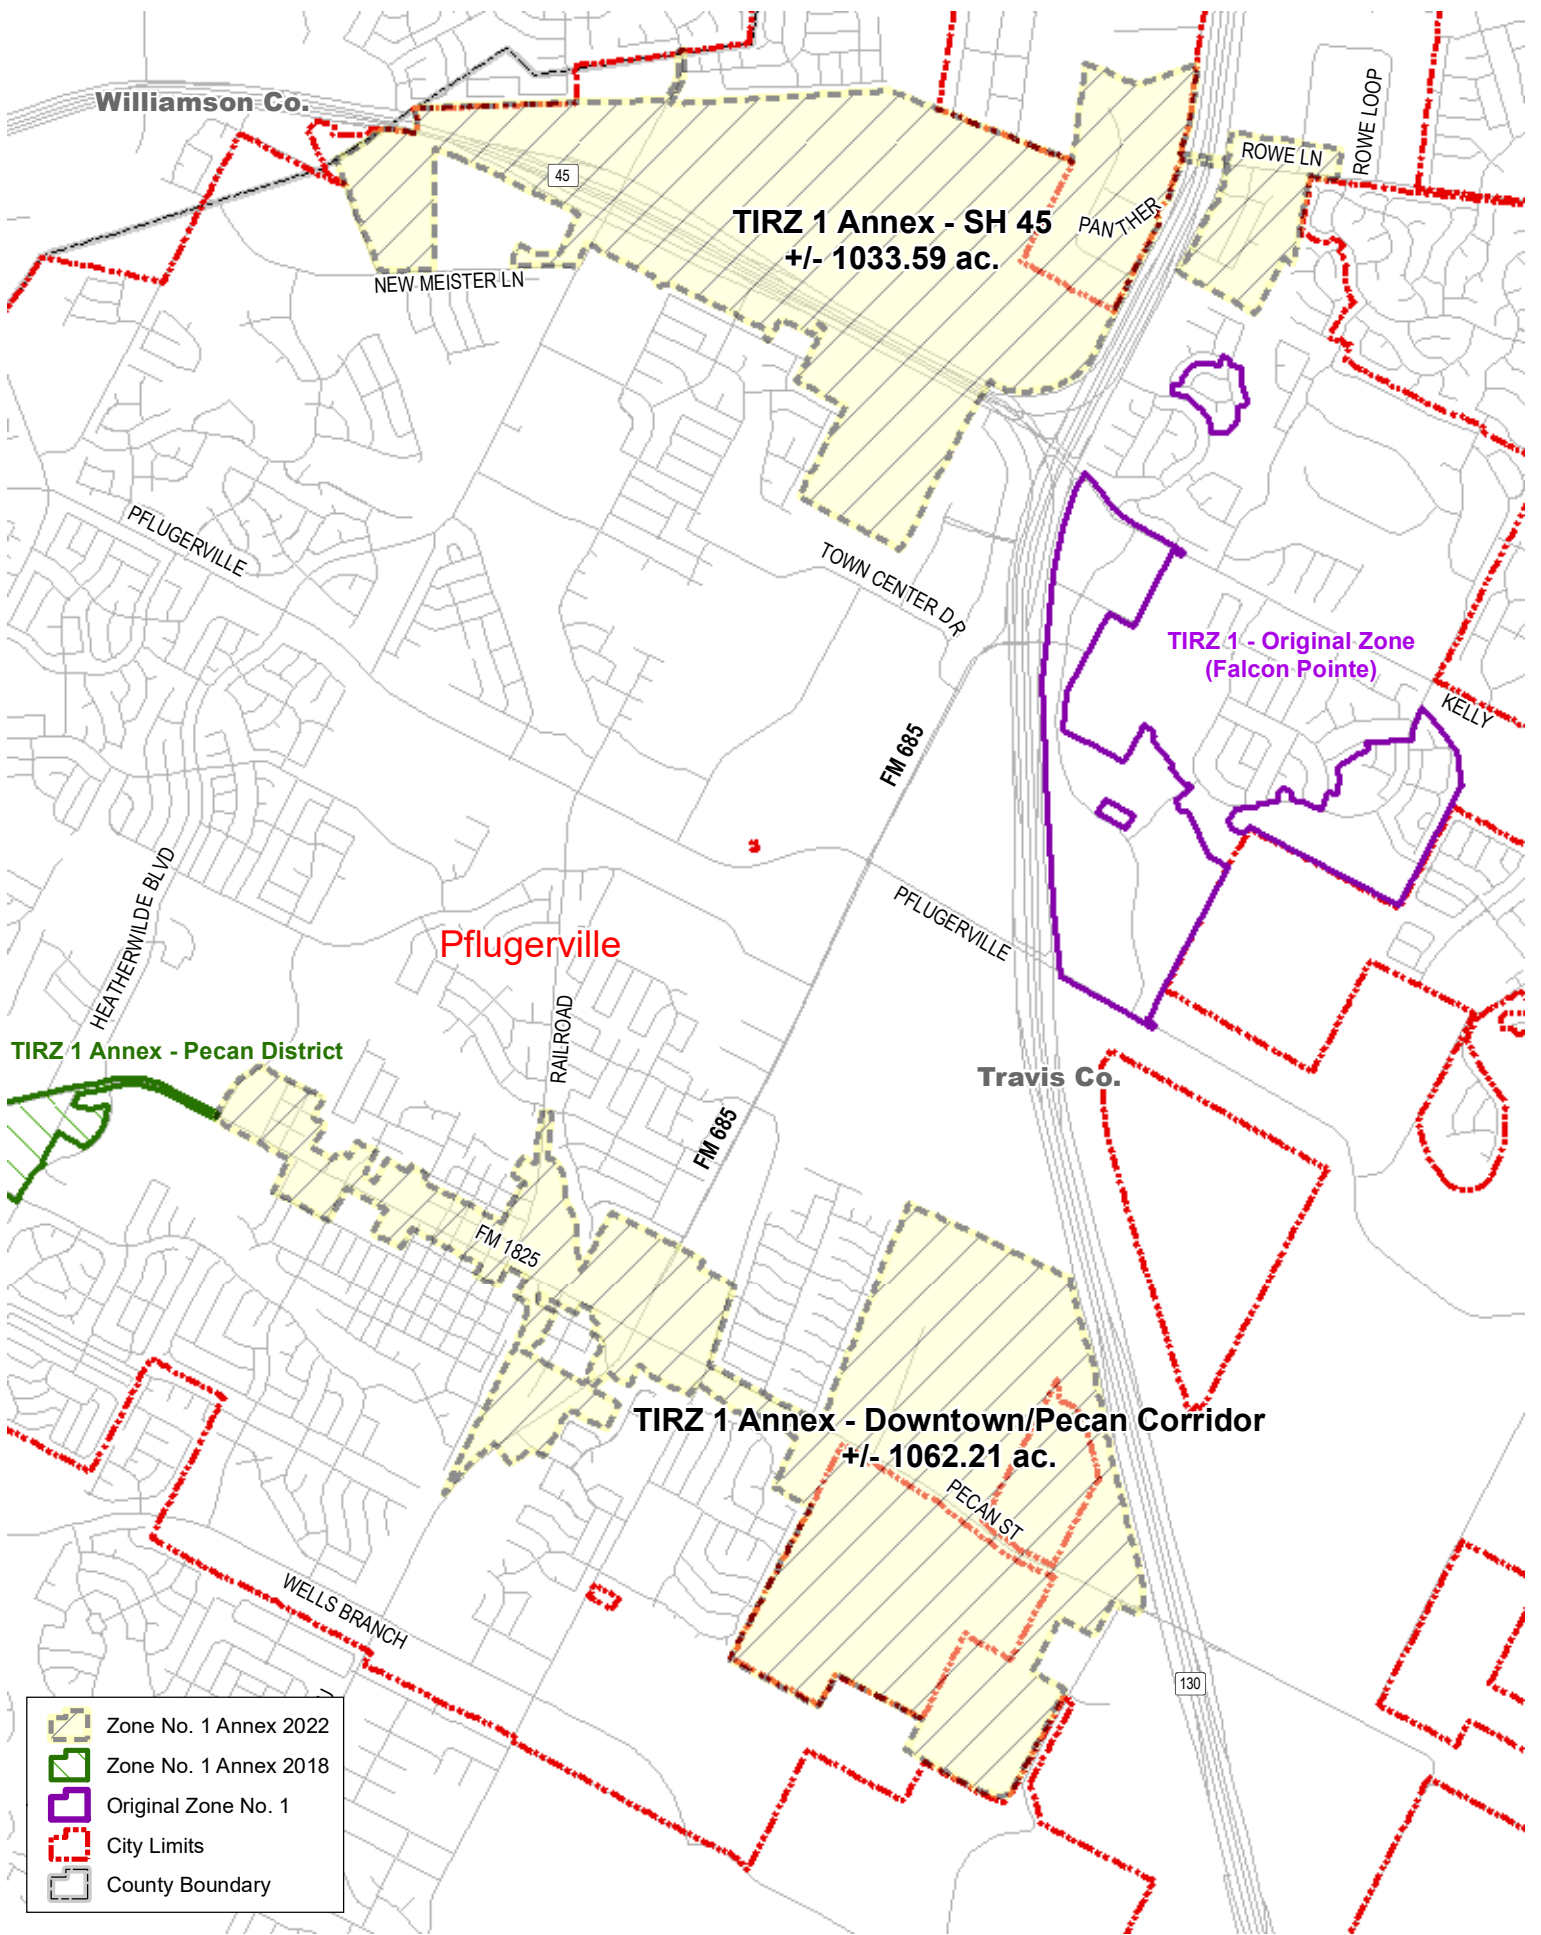 Williamson Co.
ROWE LOOP
ROWE LN
45
TIRZ 1 Annex - SH 45
+/- 1033.59 ac.
PANTHER
NEW MEISTER LN
PFLUGERVILLE
TOWN CENTER DR
TIRZ 1 - Original Zone
(Falcon Pointe)
KELLY
FM 685
HEATHERWILDE BLVD
PFLUGERVILLE
Pflugerville
RAILROAD
TIRZ 1 Annex - Pecan District
Travis Co.
FM 685
FM 1825
TIRZ 1 Annex - Downtown/Pecan Corridor
+/- 1062.21 ac.
PECAN ST
WELLS BRANCH
130
Zone No. 1 Annex 2022
Zone No. 1 Annex 2018
Original Zone No. 1
City Limits
County Boundary